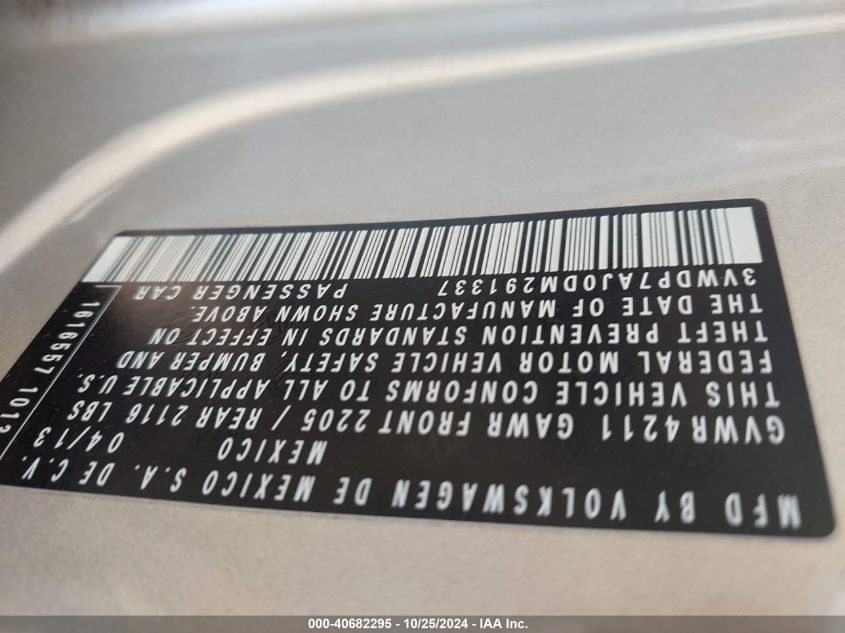 MFD BY VOLKSWAGEN DE MEXICO S.A. DE C.V.
MEXICO 04/13
GVWR 4211 GAWR FRONT 2205 / REAR 2116 LBS
THIS VEHICLE CONFORMS TO ALL APPLICABLE U.S.
FEDERAL MOTOR VEHICLE SAFETY, BUMPER AND
THEFT PREVENTION STANDARDS IN EFFECT ON
THE DATE OF MANUFACTURE SHOWN ABOVE.
3VWDP7AJ0DM291337 PASSENGER CAR
1616557
000-40682295 - 10/25/2024 - IAA Inc.